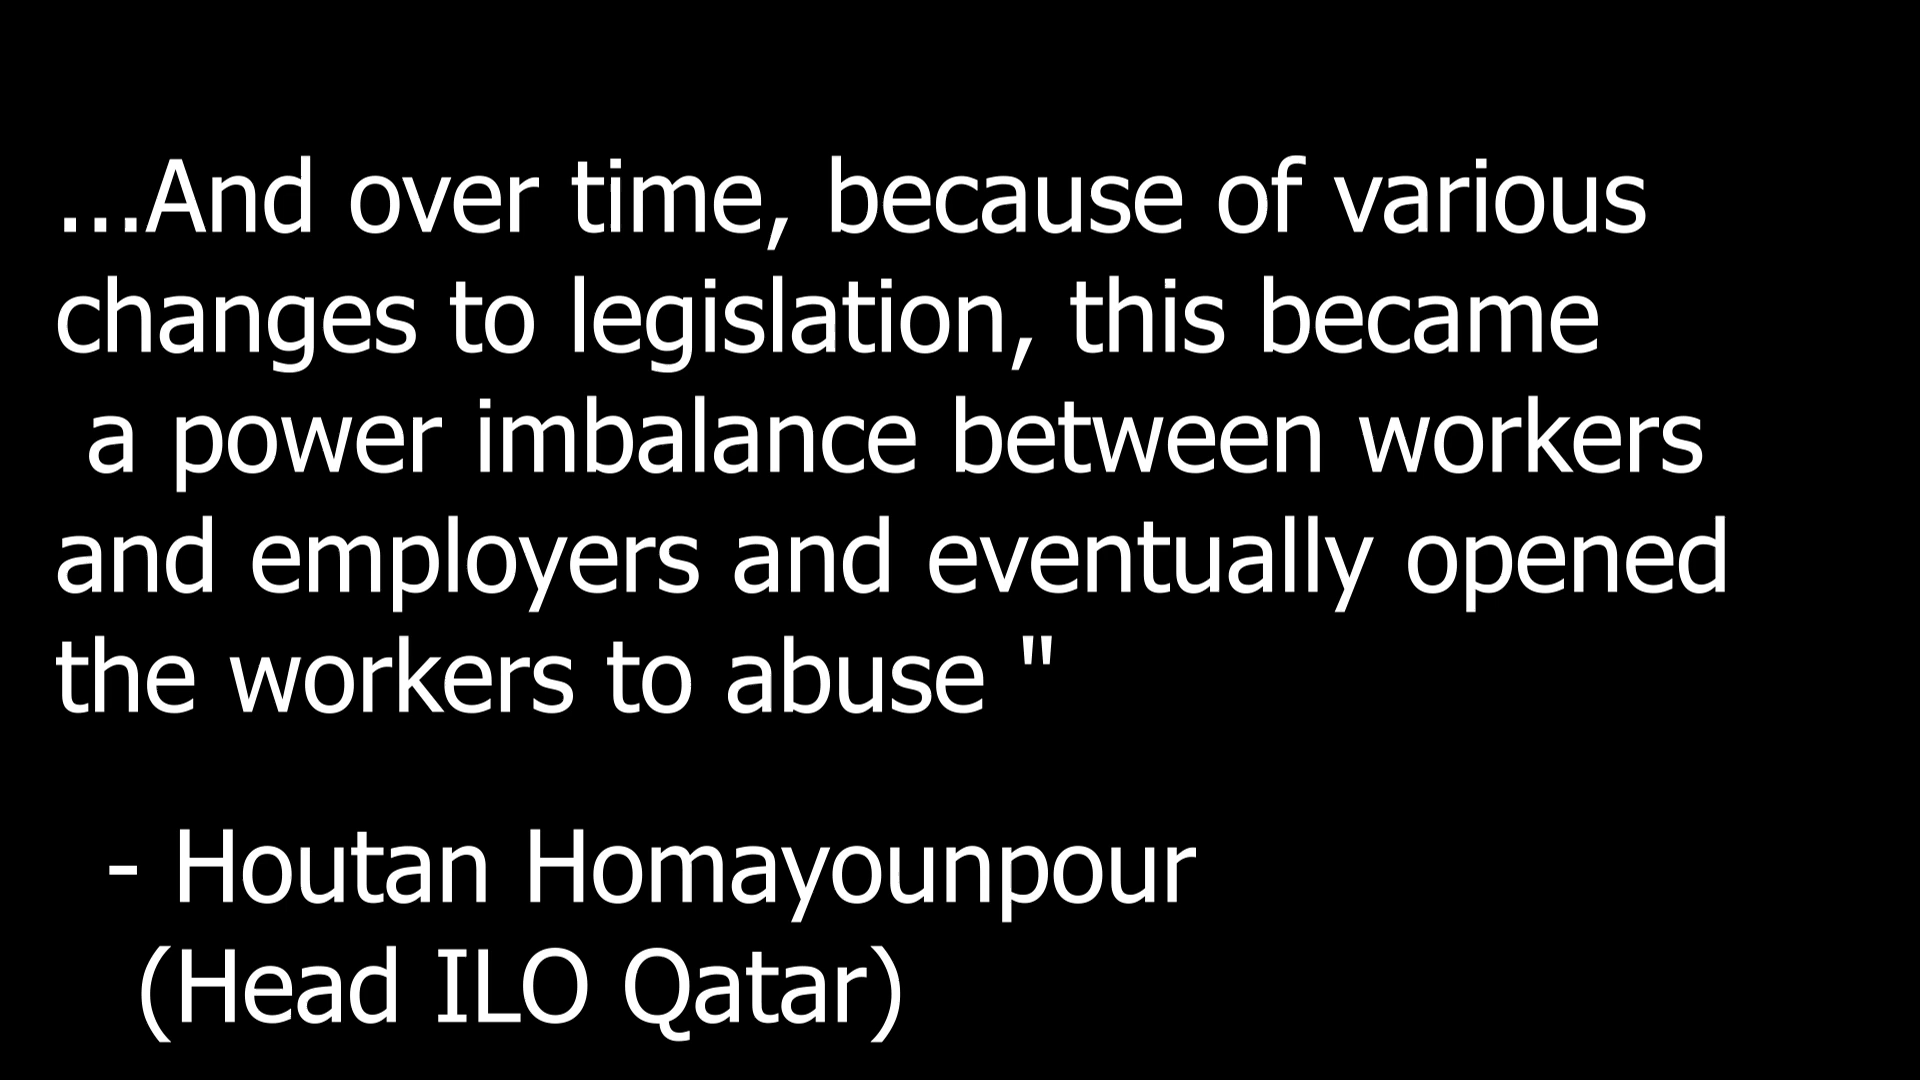 ...And over time, because of various
changes to legislation, this became
a power imbalance between workers
and employers and eventually opened
the workers to abuse "
- Houtan Homayounpour
(Head ILO Qatar)